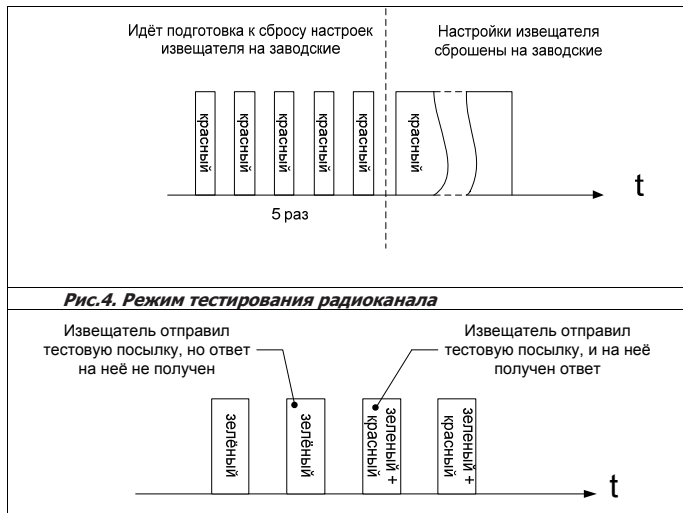 Идёт подготовка к сбросу настроек
извещателя на заводские
Настройки извещателя
сброшены на заводские
красный
красный
красный
красный
красный
красный
5 раз
t
Рис.4. Режим тестирования радиоканала
Извещатель отправил
тестовую посылку, но ответ
на неё не получен
Извещатель отправил
тестовую посылку, и на неё
получен ответ
зелёный
зелёный
зеленый +
красный
зеленый +
красный
t